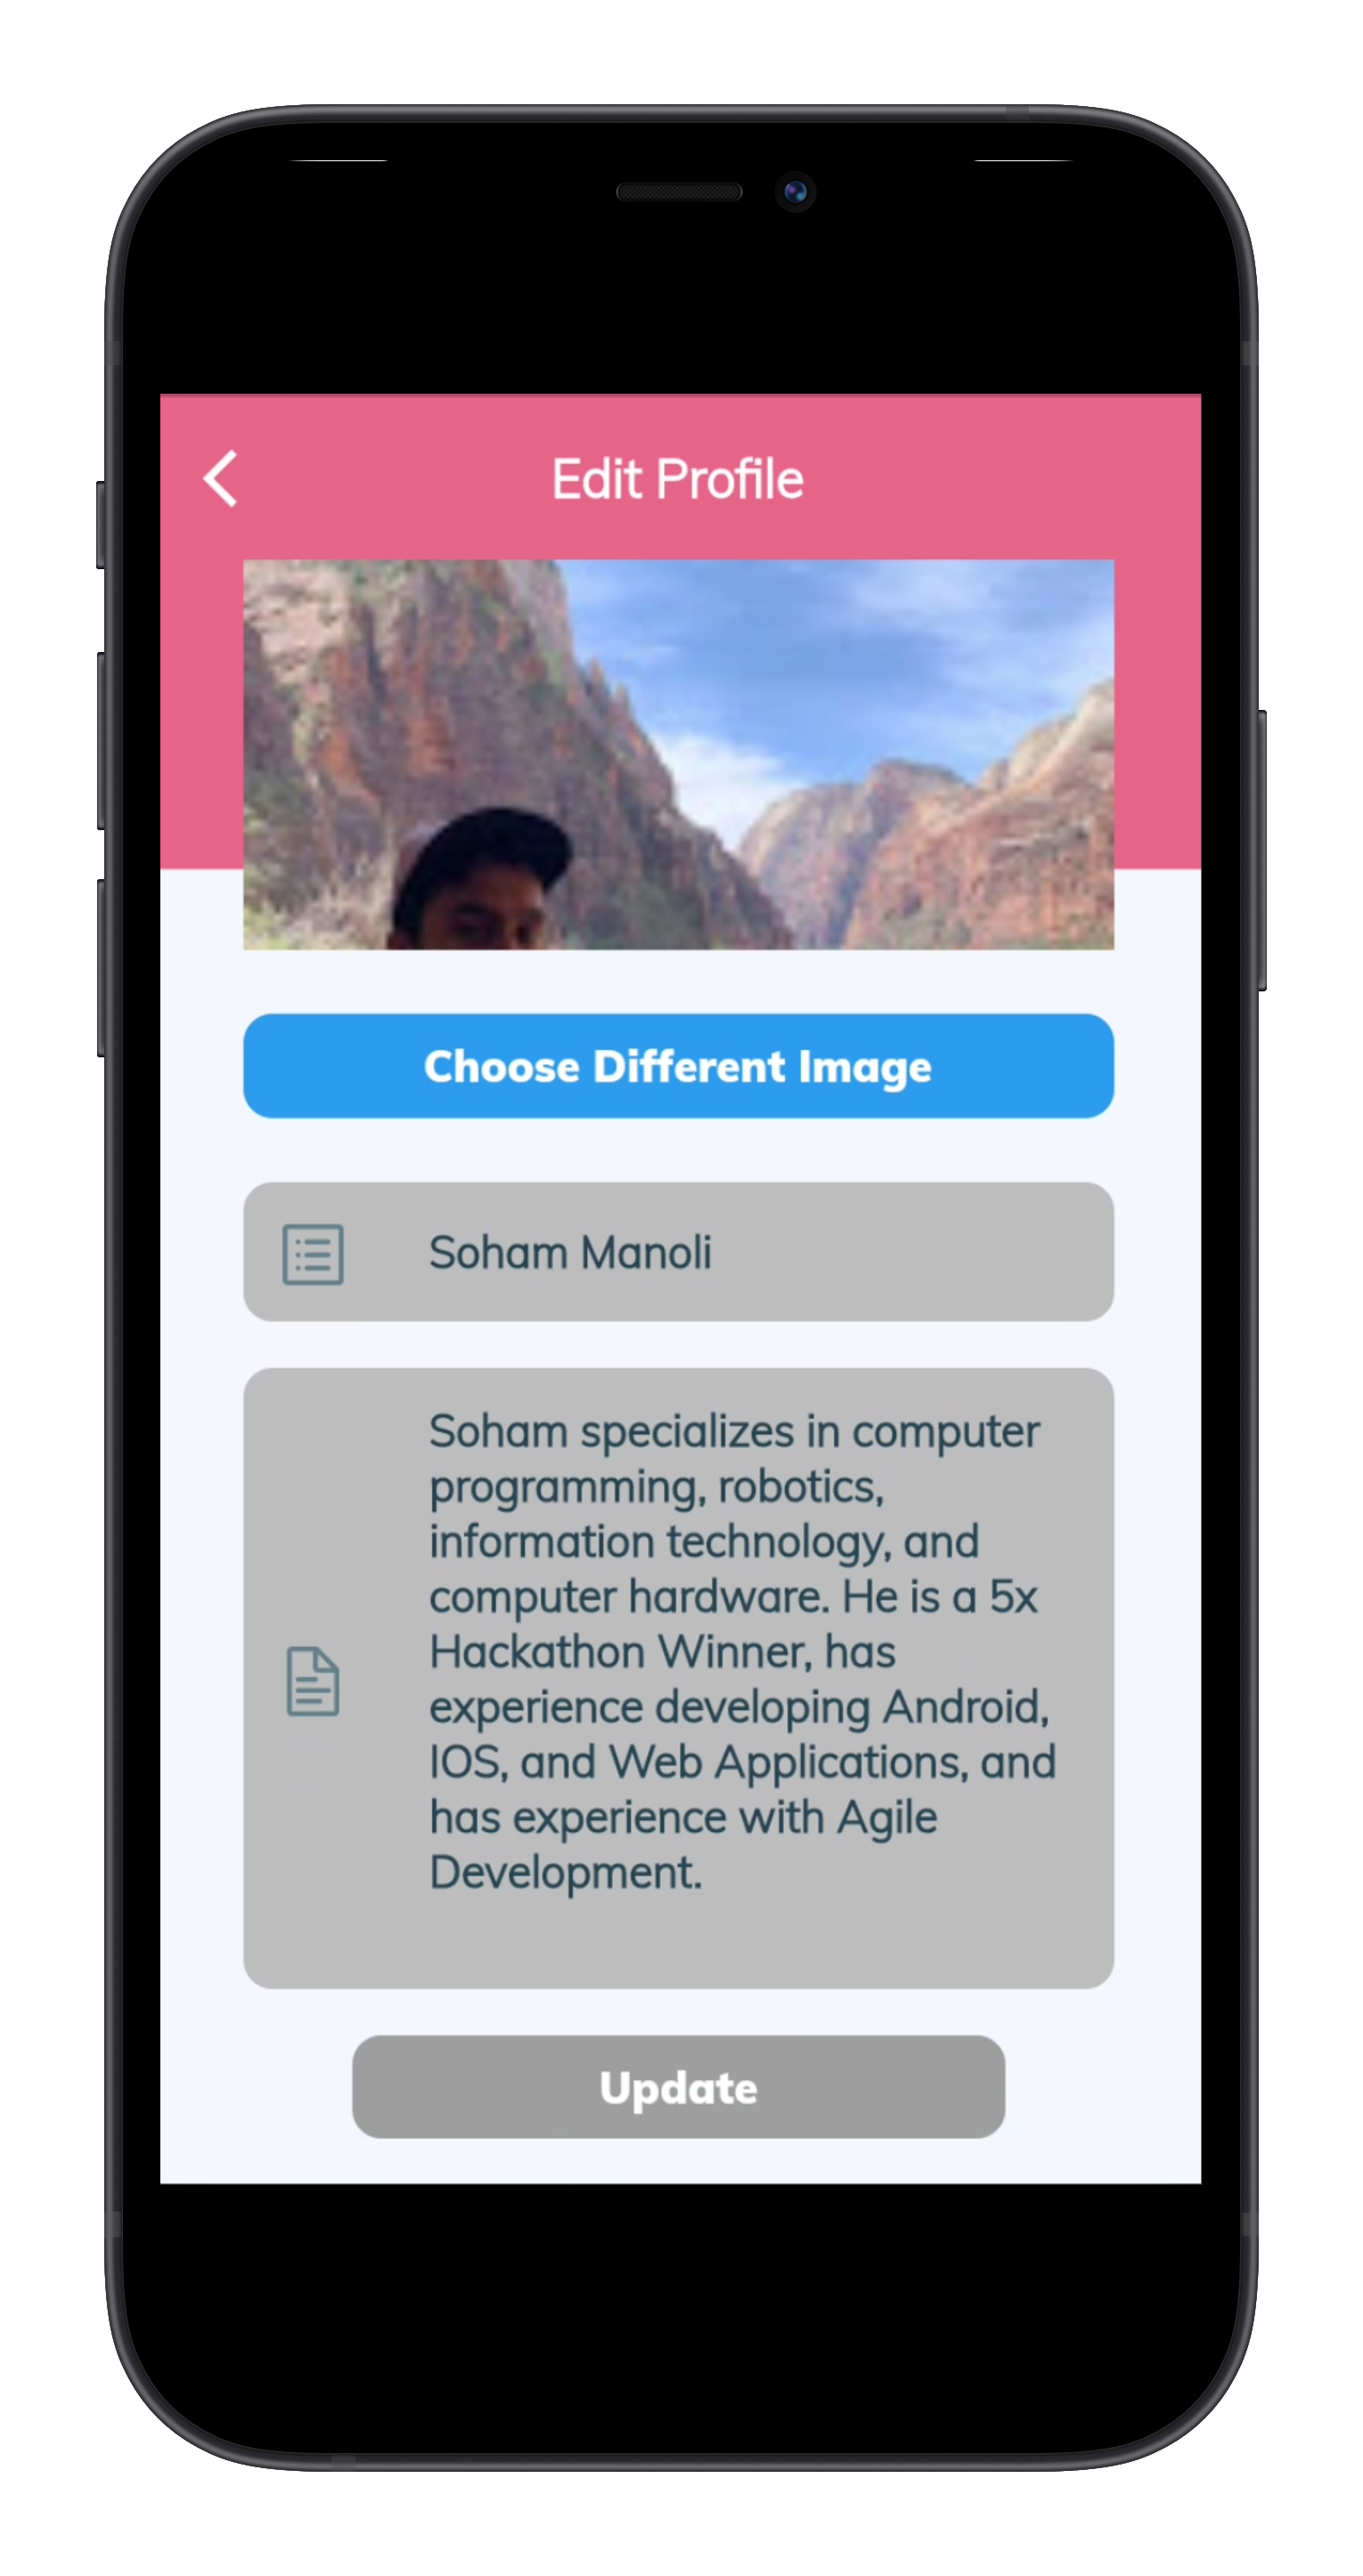 Edit Profile
Choose Different Image
Soham Manoli
Soham specializes in computer
programming, robotics,
information technology, and
computer hardware. He is a 5x
Hackathon Winner, has
experience developing Android,
IOS, and Web Applications, and
has experience with Agile
Development.
Update